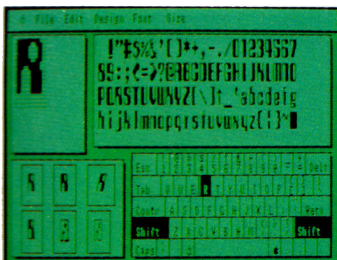 File Edit Design Font Size
R
!"#$%&'()*+,-./01234567
89:;<=>?@ABCDEFGHIJKLMNO
PQRSTUVWXYZ[\]↑_'abcdefg
hijklmnopqrstuvwxyz{|}~
Esc
Delt
Tab Q W E R T Y U I O P
Contr A S D F G H J K L Retn
Shift Z X C V B N M Shift
Caps